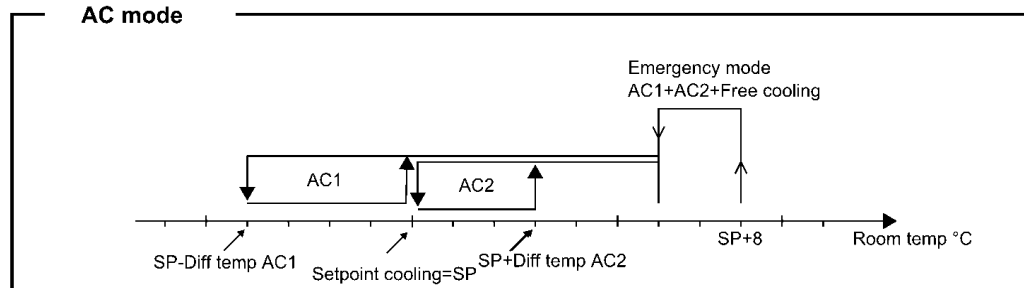 AC mode
Emergency mode
AC1+AC2+Free cooling
AC1
AC2
SP+8
Room temp °C
SP-Diff temp AC1
Setpoint cooling=SP
SP+Diff temp AC2